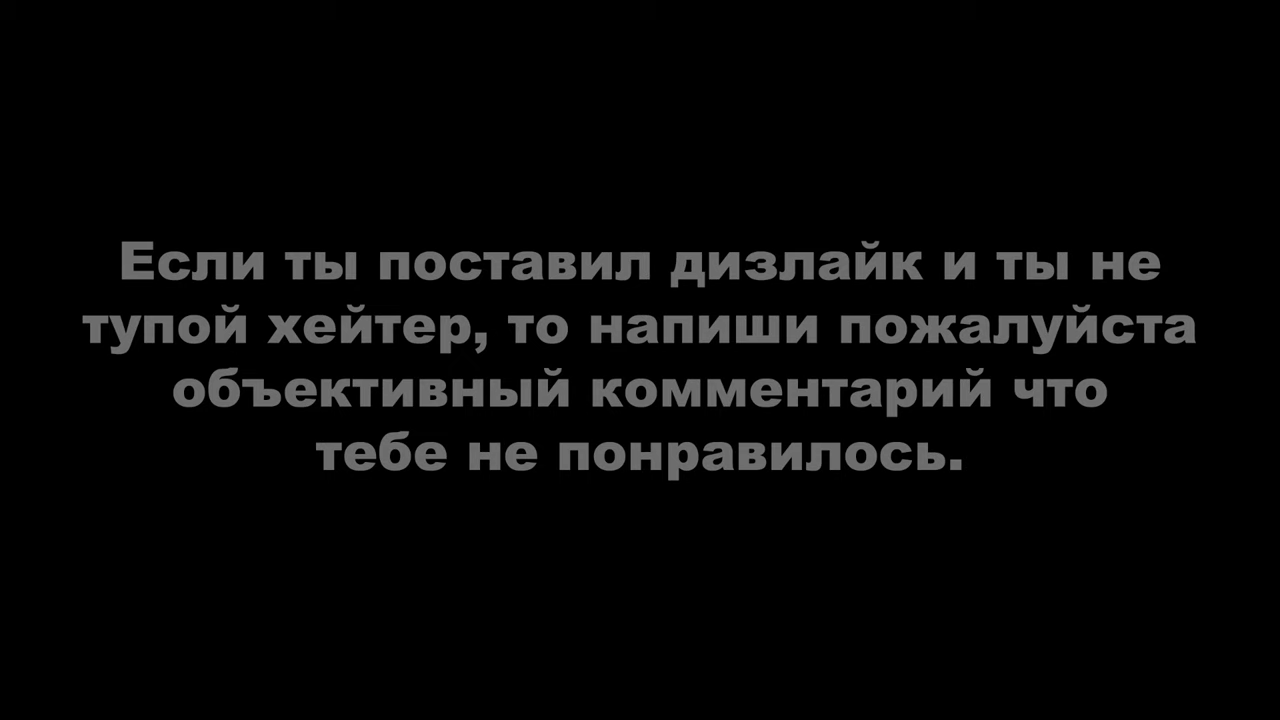 Если ты поставил дизлайк и ты не
тупой хейтер, то напиши пожалуйста
объективный комментарий что
тебе не понравилось.